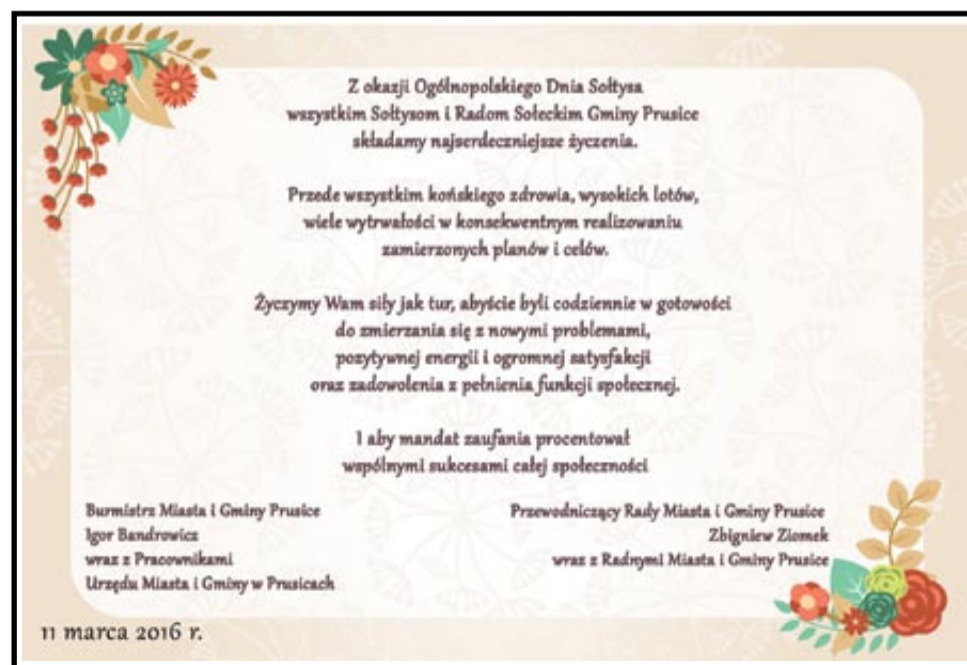 Z okazji Ogólnopolskiego Dnia Sołtysa
wszystkim Sołtysom i Radom Sołeckim Gminy Prusice
składamy najserdeczniejsze życzenia.
Przede wszystkim końskiego zdrowia, wysokich lotów,
wiele wytrwałości w konsekwentnym realizowaniu
zamierzonych planów i celów.
Życzymy Wam siły jak tur, abyście byli codziennie w gotowości
do zmierzania się z nowymi problemami,
pozytywnej energii i ogromnej satysfakcji
oraz zadowolenia z pełnienia funkcji społecznej.
I aby mandat zaufania procentował
wspólnymi sukcesami całej społeczności
Burmistrz Miasta i Gminy Prusice
Igor Bandrowicz
wraz z Pracownikami
Urzędu Miasta i Gminy w Prusicach
Przewodniczący Rady Miasta i Gminy Prusice
Zbigniew Ziomek
wraz z Radnymi Miasta i Gminy Prusice
11 marca 2016 r.